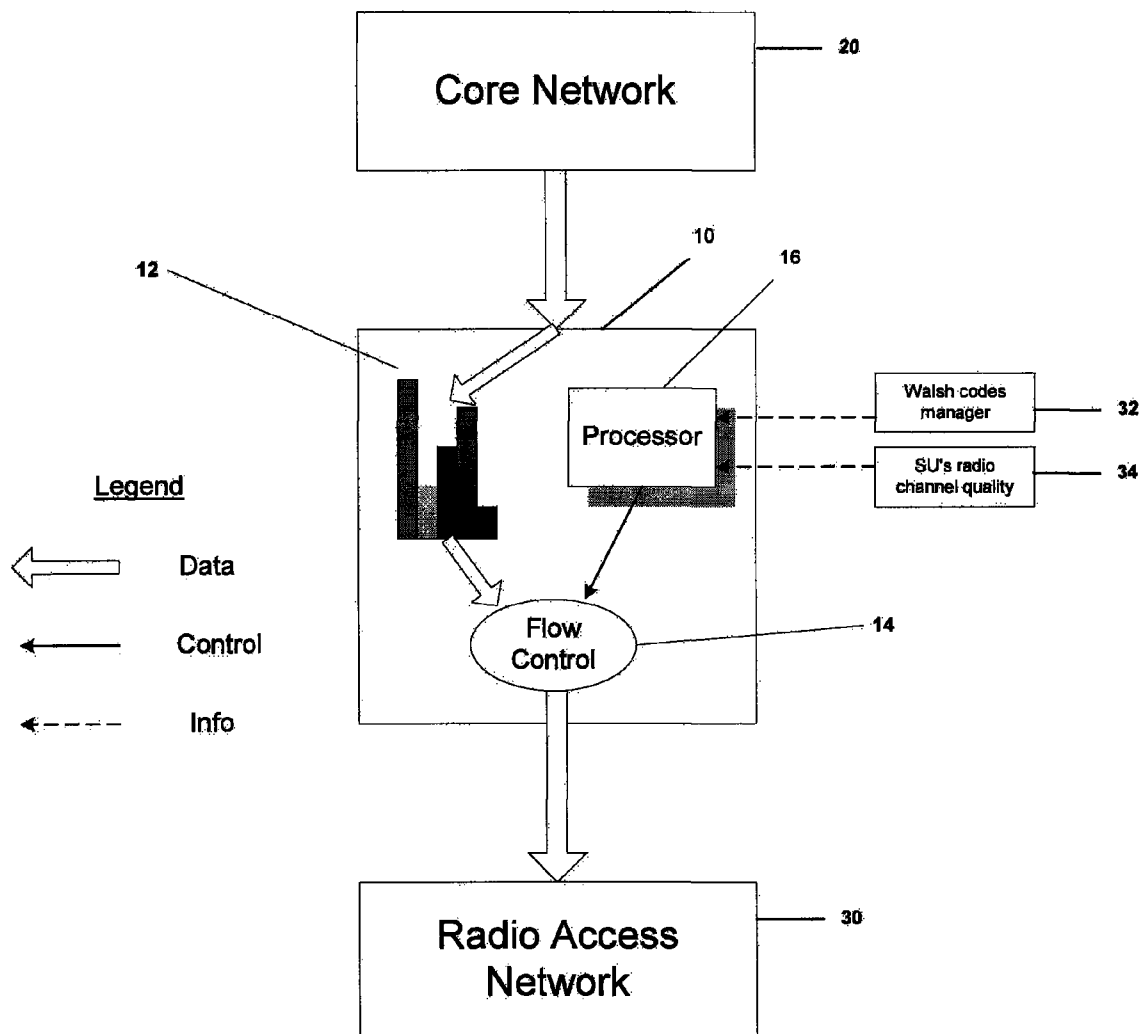 20
Core Network
10
16
12
Processor
Walsh codes
manager
32
SU's radio
channel quality
34
Legend
Data
Control
Info
Flow
Control
14
Radio Access
Network
30